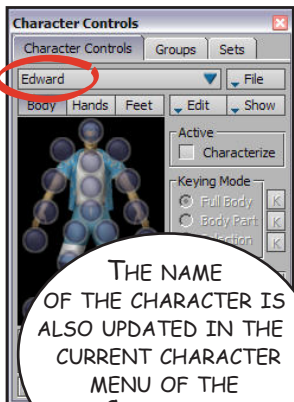 Character Controls
Character Controls Groups Sets
Edward File
Body Hands Feet Edit Show
Active
Characterize
Keying Mode
Full Body K
Body Part K
K
THE NAME
OF THE CHARACTER IS
ALSO UPDATED IN THE
CURRENT CHARACTER
MENU OF THE